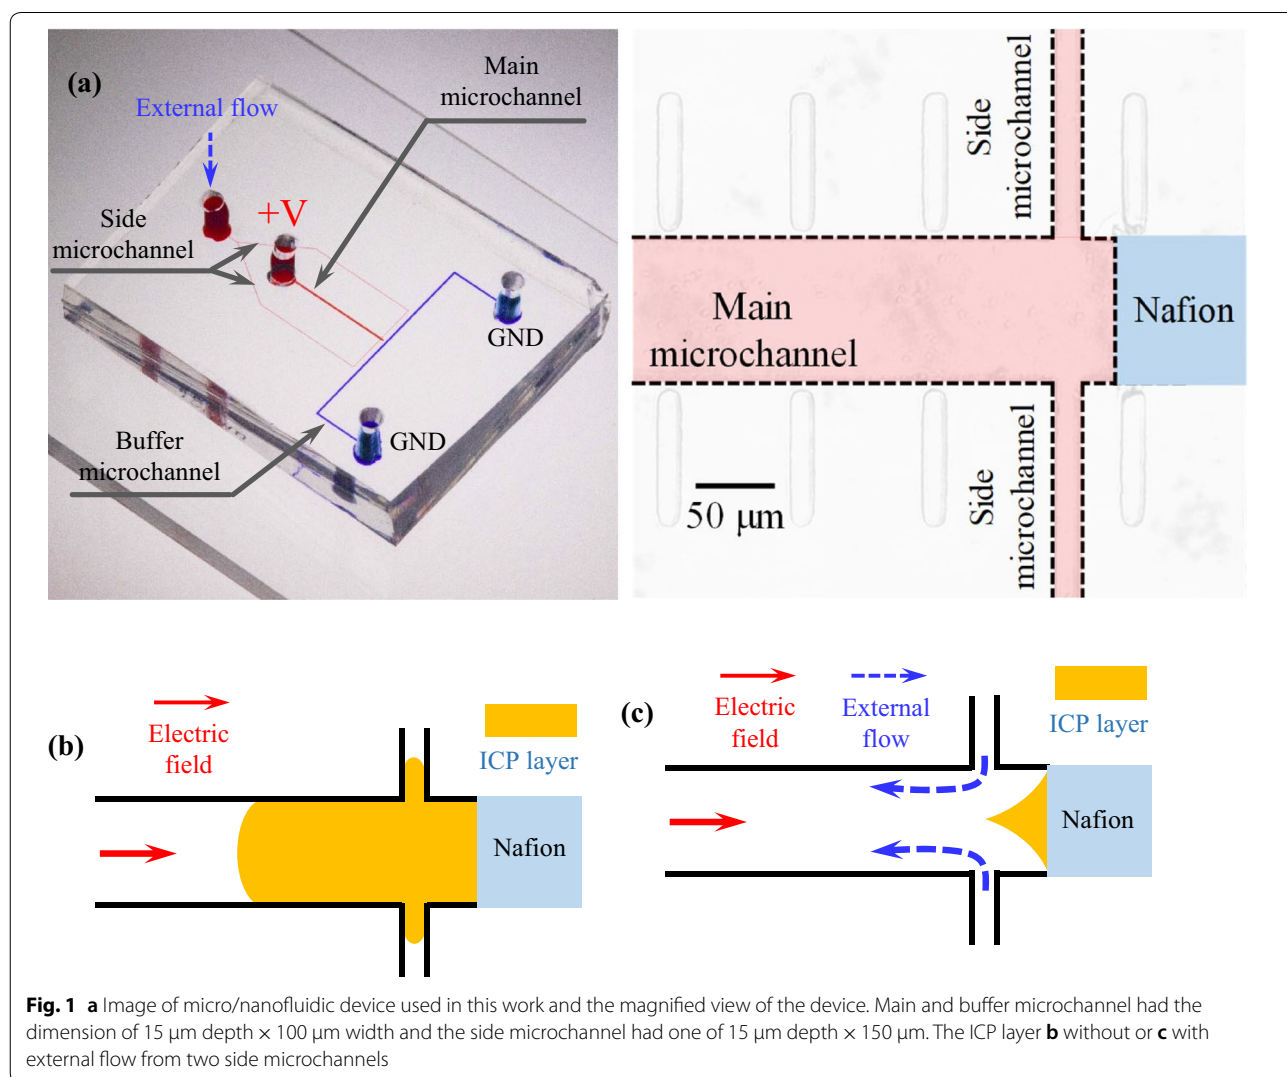 (a)
External flow
Main
microchannel
+V
Side
microchannel
GND
GND
Buffer
microchannel
Side
microchannel
Main
microchannel
Nafion
Side
microchannel
50 μm
(b)
Electric
field
ICP layer
Nafion
(c)
Electric
field
External
flow
ICP layer
Nafion
Fig. 1 a Image of micro/nanofluidic device used in this work and the magnified view of the device. Main and buffer microchannel had the
dimension of 15 μm depth × 100 μm width and the side microchannel had one of 15 μm depth × 150 μm. The ICP layer b without or c with
external flow from two side microchannels